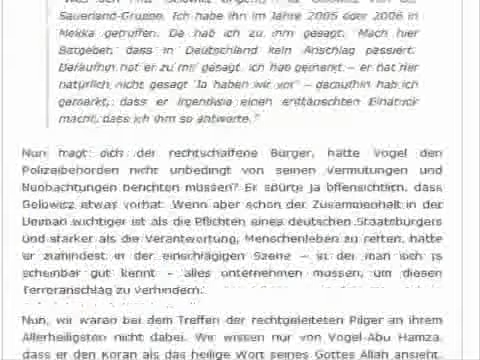 Sauerland-Gruppe. Ich habe ihn im Jahre 2005 oder 2006 in
Mekka getroffen. Da hab ich zu ihm gesagt: Mach hier
Ratgeber, dass in Deutschland kein Anschlag passiert.
Daraufhin hat er zu mir gesagt, ich hab gemerkt – er hat hier
natürlich nicht gesagt 'Ja haben wir vor' – daraufhin hab ich
gemerkt, dass er irgendwie einen enttäuschten Eindruck
macht, dass ich ihm so antworte."
Nun fragt sich der rechtschaffene Bürger, hätte Vogel den
Polizeibehörden nicht unbedingt von seinen Vermutungen und
Beobachtungen berichten müssen? Er spürte ja offensichtlich, dass
Gelowicz etwas vorhat. Wenn aber schon der Zusammenhalt in der
Umman wichtiger ist als die Pflichten eines deutschen Staatsbürgers
und stärker als die Verantwortung, Menschenleben zu retten, hätte
er zumindest in der einschlägigen Szene – in der man sich ja
scheinbar gut kennt – alles unternehmen müssen, um diesen
Terroranschlag zu verhindern.
Nun, wir waren bei dem Treffen der rechtgeleiteten Pilger an ihrem
Allerheiligsten nicht dabei. Wir wissen nur von Vogel Abu Hamza,
dass er den Koran als das heilige Wort seines Gottes Allah ansieht.